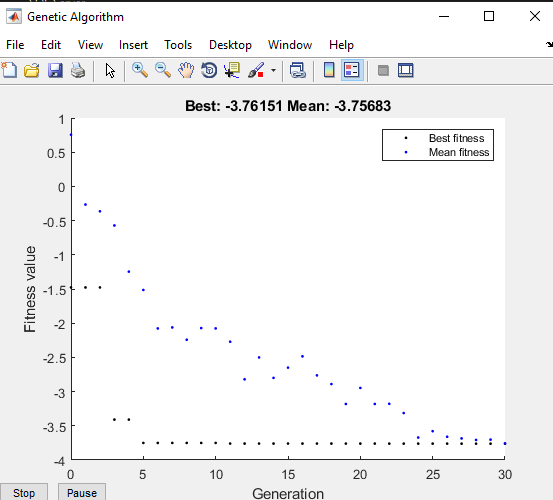 Genetic Algorithm
File Edit View Insert Tools Desktop Window Help
Best: -3.76151 Mean: -3.75683
1
0.5
0
-0.5
-1
-1.5
-2
-2.5
-3
-3.5
-4
Fitness value
Best fitness
Mean fitness
0 5 10 15 20 25 30
Generation
Stop Pause